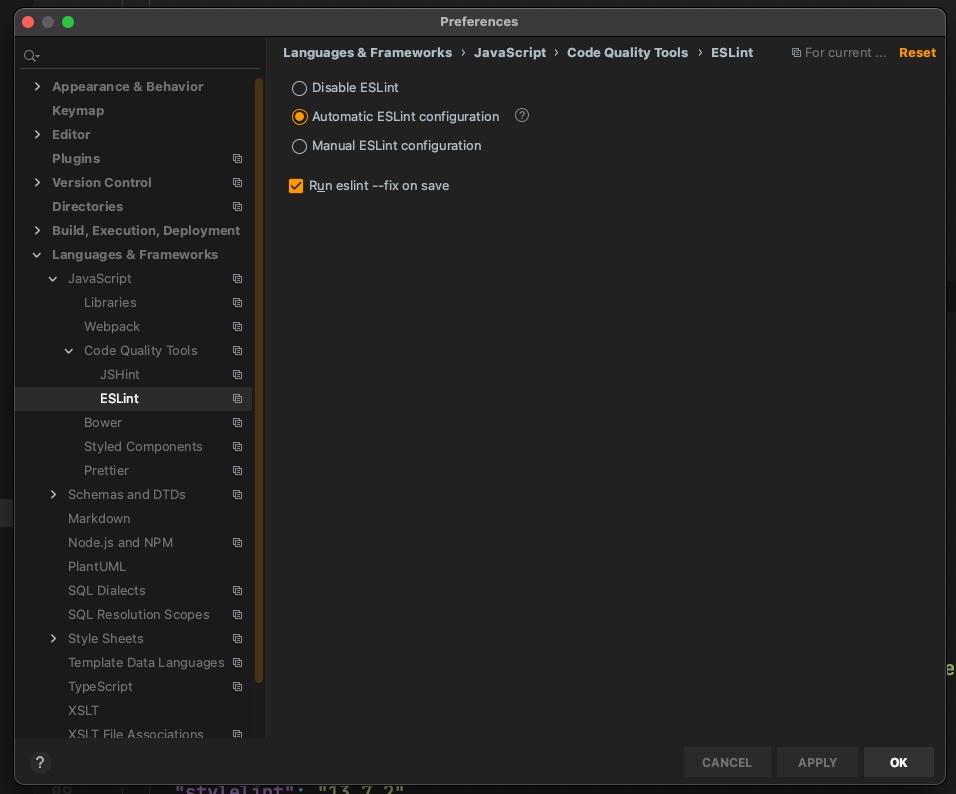 Preferences
Languages & Frameworks › JavaScript › Code Quality Tools › ESLint
For current ...
Reset
Appearance & Behavior
Keymap
Editor
Plugins
Version Control
Directories
Build, Execution, Deployment
Languages & Frameworks
JavaScript
Libraries
Webpack
Code Quality Tools
JSHint
ESLint
Bower
Styled Components
Prettier
Schemas and DTDs
Markdown
Node.js and NPM
PlantUML
SQL Dialects
SQL Resolution Scopes
Style Sheets
Template Data Languages
TypeScript
XSLT
XSLT File Associations
Disable ESLint
Automatic ESLint configuration ?
Manual ESLint configuration
Run eslint --fix on save
e
?
CANCEL
APPLY
OK
"stylelint": "13.7.2"